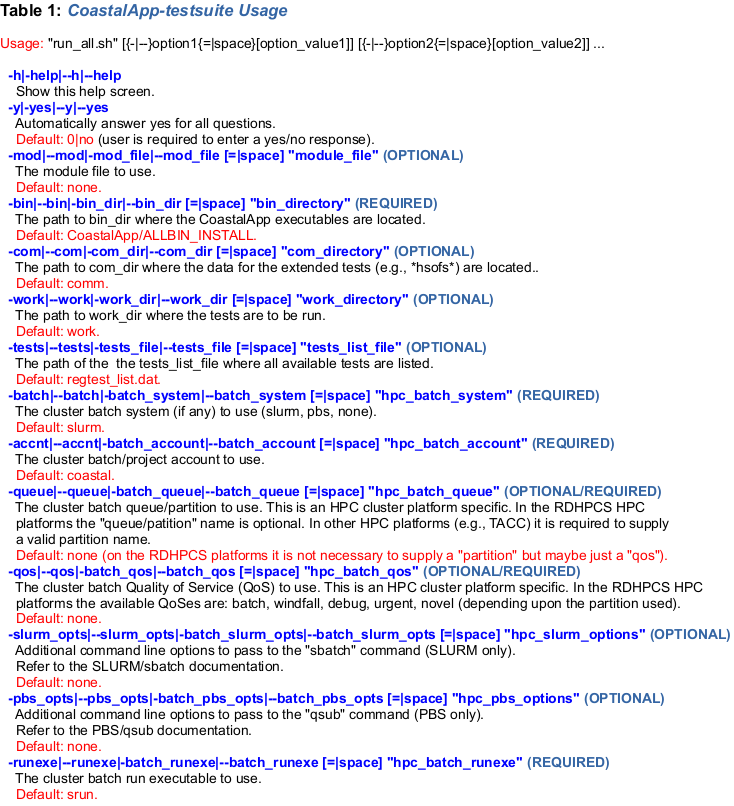 Table 1: CoastalApp-testsuite Usage
Usage: "run_all.sh" [{-|--}option1{=|space}[option_value1]] [{-|--}option2{=|space}[option_value2]] ...
-h|-help|--h|--help
Show this help screen.
-y|-yes|--y|--yes
Automatically answer yes for all questions.
Default: 0|no (user is required to enter a yes/no response).
-mod|--mod|-mod_file|--mod_file [=|space] "module_file" (OPTIONAL)
The module file to use.
Default: none.
-bin|--bin|-bin_dir|--bin_dir [=|space] "bin_directory" (REQUIRED)
The path to bin_dir where the CoastalApp executables are located.
Default: CoastalApp/ALLBIN_INSTALL.
-com|--com|-com_dir|--com_dir [=|space] "com_directory" (OPTIONAL)
The path to com_dir where the data for the extended tests (e.g., *hsofs*) are located..
Default: comm.
-work|--work|-work_dir|--work_dir [=|space] "work_directory" (OPTIONAL)
The path to work_dir where the tests are to be run.
Default: work.
-tests|--tests|-tests_file|--tests_file [=|space] "tests_list_file" (OPTIONAL)
The path of the  the tests_list_file where all available tests are listed.
Default: regtest_list.dat.
-batch|--batch|-batch_system|--batch_system [=|space] "hpc_batch_system" (REQUIRED)
The cluster batch system (if any) to use (slurm, pbs, none).
Default: slurm.
-accnt|--accnt|-batch_account|--batch_account [=|space] "hpc_batch_account" (REQUIRED)
The cluster batch/project account to use.
Default: coastal.
-queue|--queue|-batch_queue|--batch_queue [=|space] "hpc_batch_queue" (OPTIONAL/REQUIRED)
The cluster batch queue/partition to use. This is an HPC cluster platform specific. In the RDHPCS HPC
platforms the "queue/patition" name is optional. In other HPC platforms (e.g., TACC) it is required to supply
a valid partition name.
Default: none (on the RDHPCS platforms it is not necessary to supply a "partition" but maybe just a "qos").
-qos|--qos|-batch_qos|--batch_qos [=|space] "hpc_batch_qos" (OPTIONAL/REQUIRED)
The cluster batch Quality of Service (QoS) to use. This is an HPC cluster platform specific. In the RDHPCS HPC
platforms the available QoSes are: batch, windfall, debug, urgent, novel (depending upon the partition used).
Default: none.
-slurm_opts|--slurm_opts|-batch_slurm_opts|--batch_slurm_opts [=|space] "hpc_slurm_options" (OPTIONAL)
Additional command line options to pass to the "sbatch" command (SLURM only).
Refer to the SLURM/sbatch documentation.
Default: none.
-pbs_opts|--pbs_opts|-batch_pbs_opts|--batch_pbs_opts [=|space] "hpc_pbs_options" (OPTIONAL)
Additional command line options to pass to the "qsub" command (PBS only).
Refer to the PBS/qsub documentation.
Default: none.
-runexe|--runexe|-batch_runexe|--batch_runexe [=|space] "hpc_batch_runexe" (REQUIRED)
The cluster batch run executable to use.
Default: srun.